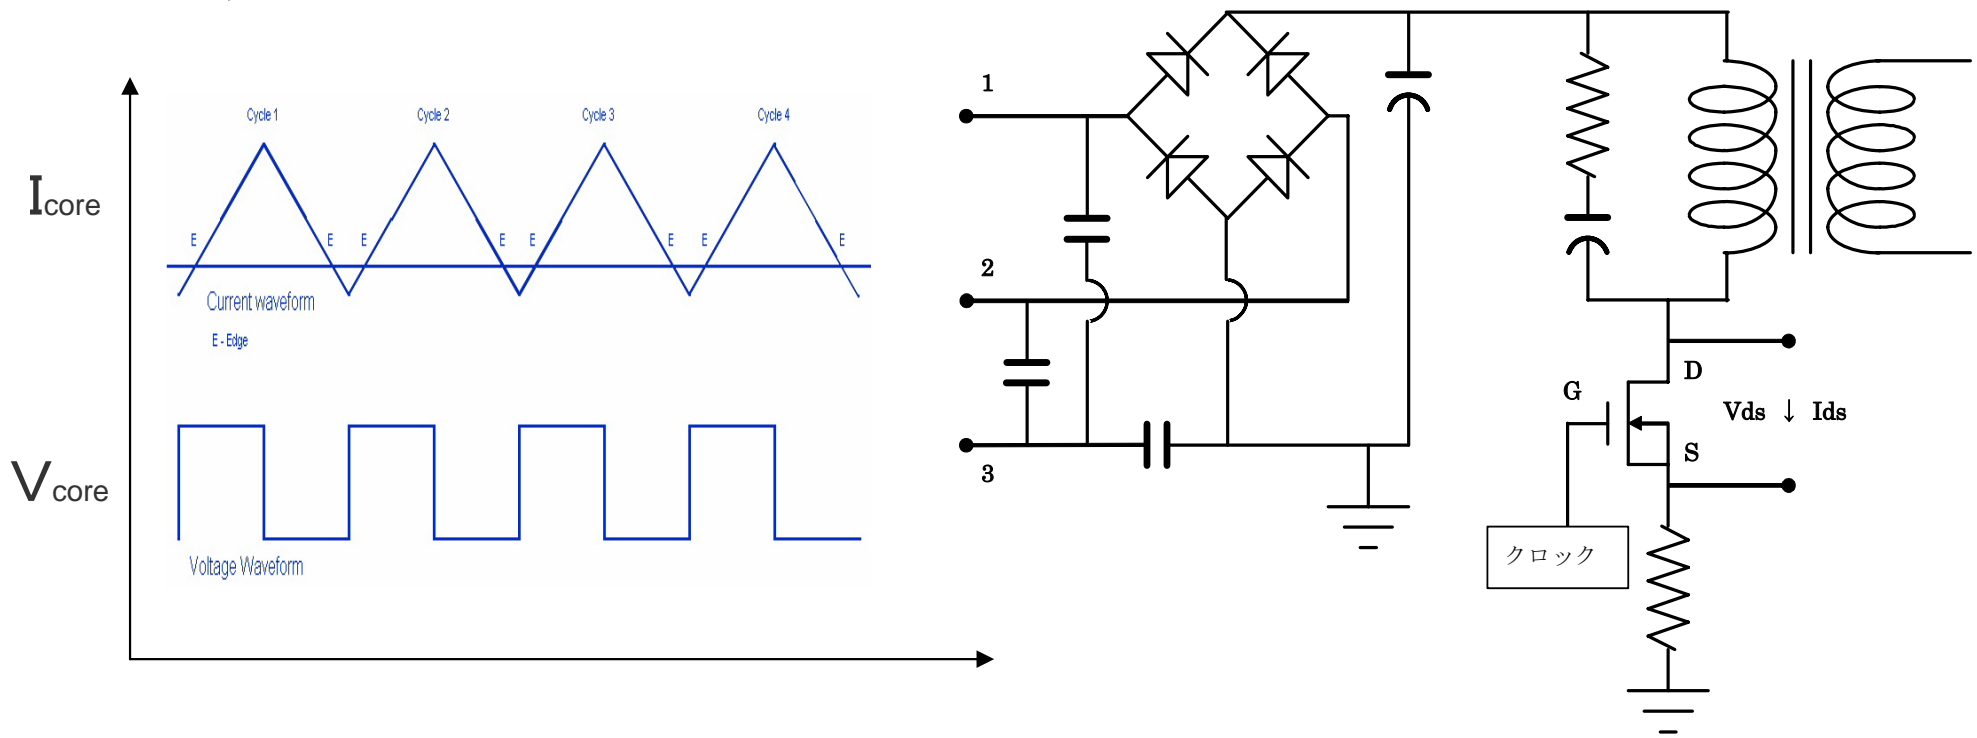 Cycle 1
Cycle 2
Cycle 3
Cycle 4
Icore
E
E
E
E
E
E
E
E
Current waveform
E - Edge
Vcore
Voltage Waveform
1
2
3
G
D
Vds ↓ Ids
S
クロック